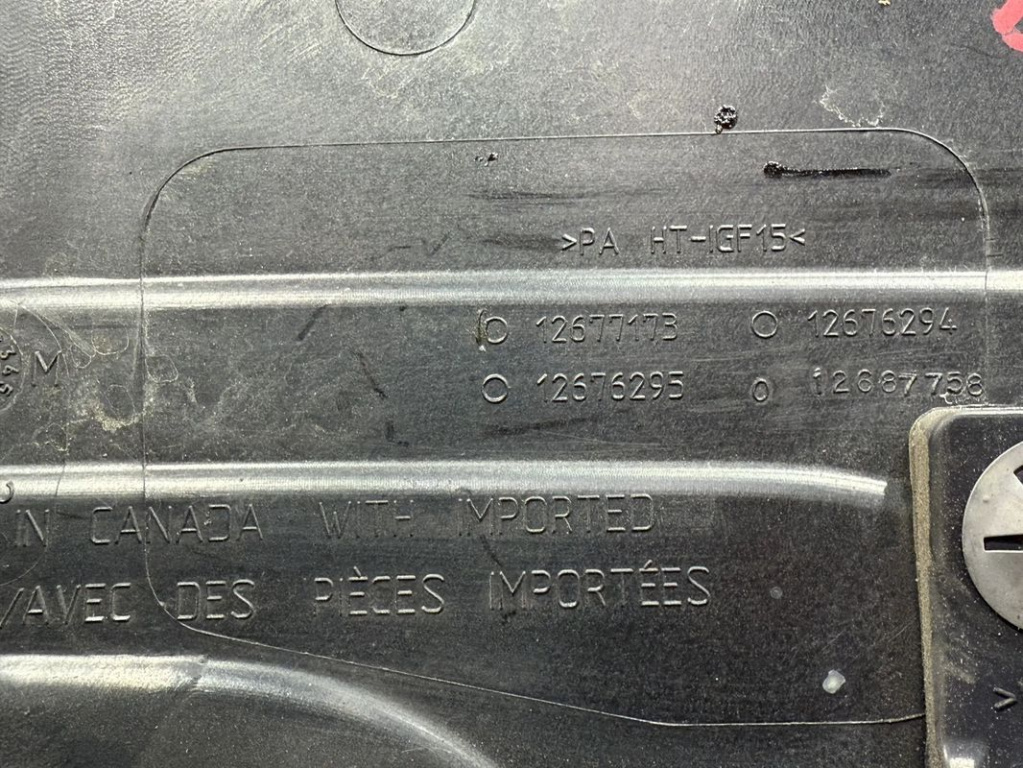 >PA HT-IGF15<
O 12677173 O 12676294
O 12676295 O 12687758
M
IN CANADA WITH IMPORTED
/AVEC DES PIÈCES IMPORTÉES